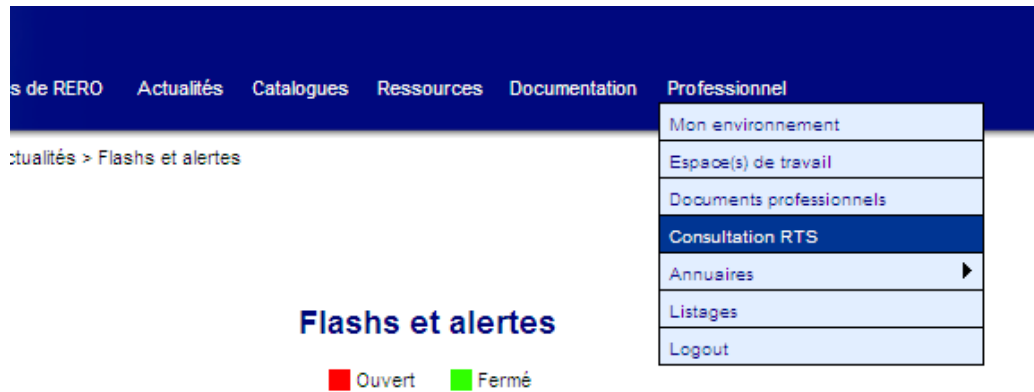 s de RERO Actualités Catalogues Ressources Documentation Professionnel
Mon environnement
ctualités > Flashs et alertes
Espace(s) de travail
Documents professionnels
Consultation RTS
Annuaires
Listages
Logout
Flashs et alertes
Ouvert Fermé